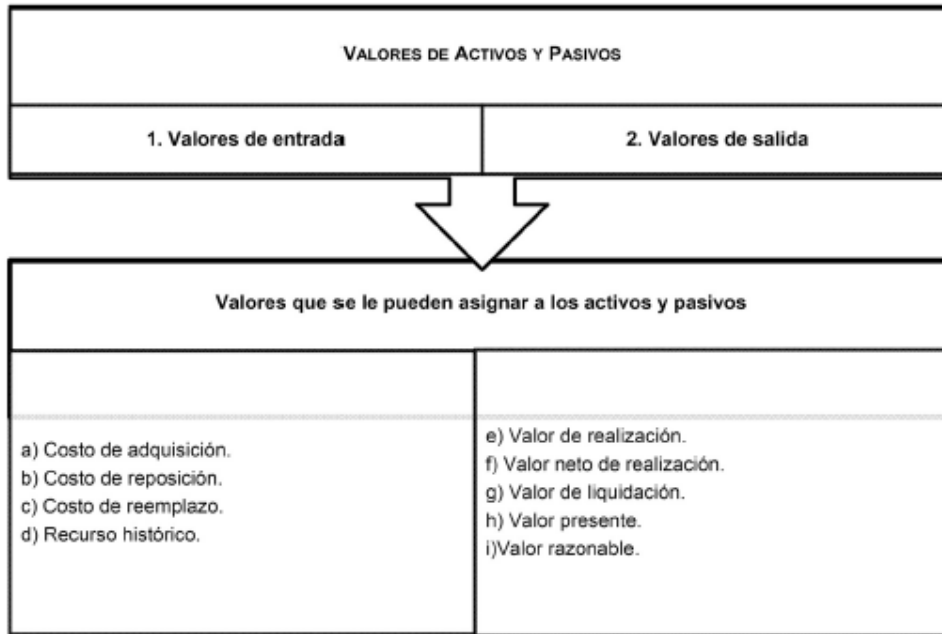 VALORES DE ACTIVOS Y PASIVOS
1. Valores de entrada
2. Valores de salida
Valores que se le pueden asignar a los activos y pasivos
a) Costo de adquisición.
b) Costo de reposición.
c) Costo de reemplazo.
d) Recurso histórico.
e) Valor de realización.
f) Valor neto de realización.
g) Valor de liquidación.
h) Valor presente.
i)Valor razonable.